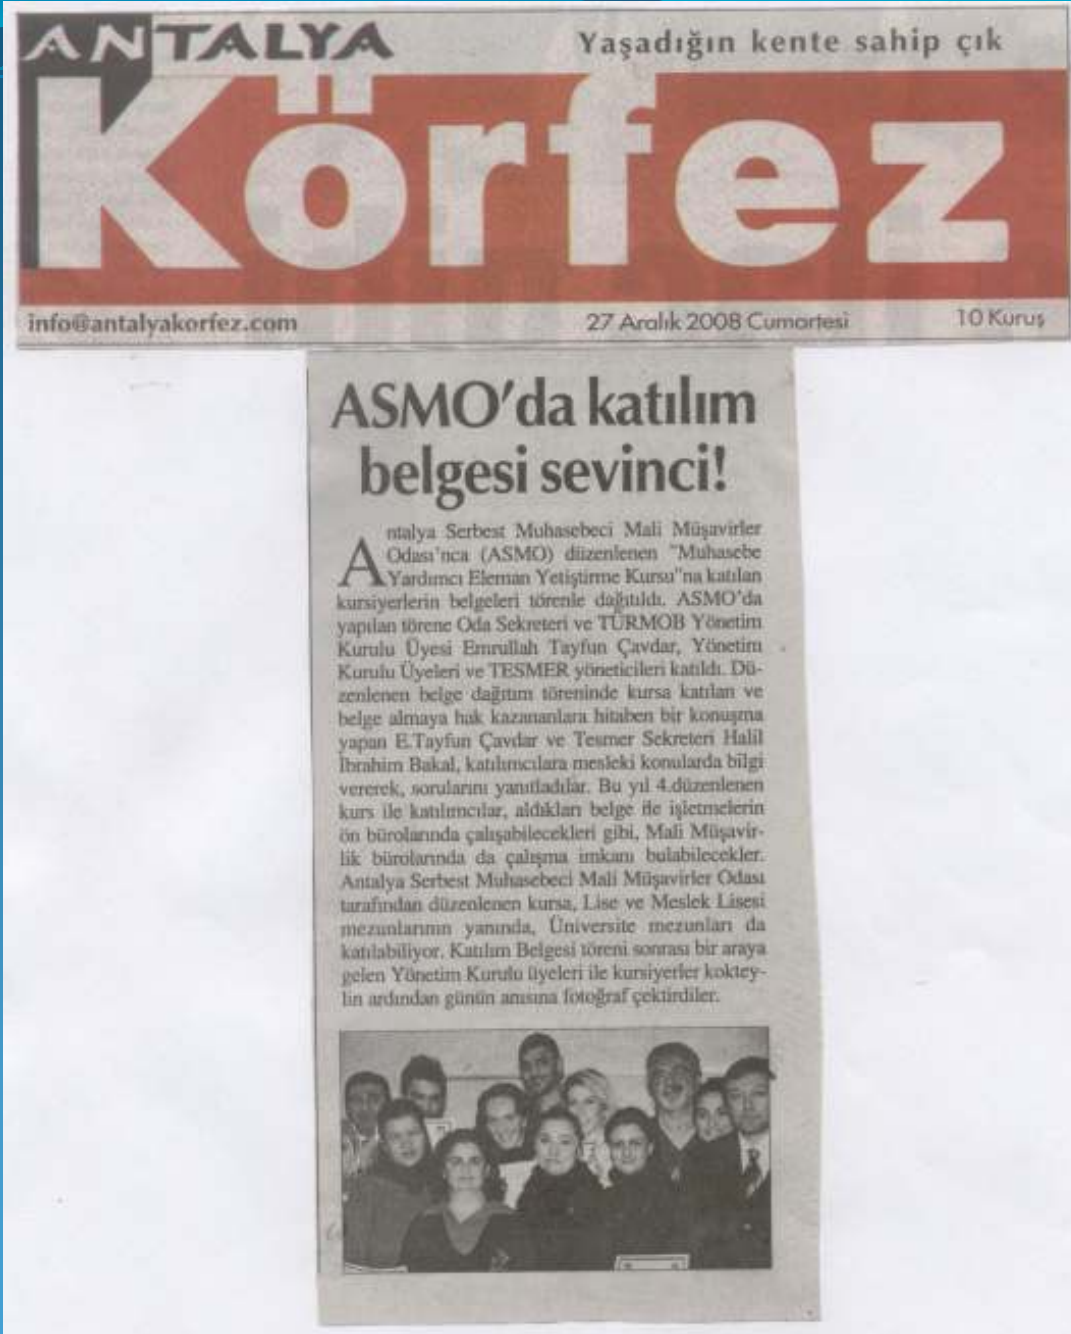 ANTALYA
Yaşadığın kente sahip çık
Körfez
info@antalyakorfez.com
27 Aralık 2008 Cumartesi
10 Kuruş
ASMO'da katılım
belgesi sevinci!
Antalya Serbest Muhasebeci Mali Müşavirler
Odası'nca (ASMO) düzenlenen "Muhasebe
Yardımcı Eleman Yetiştirme Kursu"na katılan
kursiyerlerin belgeleri törenle dağıtıldı. ASMO'da
yapılan törene Oda Sekreteri ve TÜRMOB Yönetim
Kurulu Üyesi Emrullah Tayfun Çavdar, Yönetim
Kurulu Üyeleri ve TESMER yöneticileri katıldı. Dü-
zenlenen belge dağıtım töreninde kursa katılan ve
belge almaya hak kazananlara hitaben bir konuşma
yapan E.Tayfun Çavdar ve Tesmer Sekreteri Halil
İbrahim Bakal, katılımcılara mesleki konularda bilgi
vererek, sorularını yanıtladılar. Bu yıl 4.düzenlenen
kurs ile katılımcılar, aldıkları belge ile işletmelerin
ön bürolarında çalışabilecekleri gibi, Mali Müşavir-
lik bürolarında da çalışma imkanı bulabilecekler.
Antalya Serbest Muhasebeci Mali Müşavirler Odası
tarafından düzenlenen kursa, Lise ve Meslek Lisesi
mezunlarının yanında, Üniversite mezunları da
katılabiliyor. Katılım Belgesi töreni sonrası bir araya
gelen Yönetim Kurulu üyeleri ile kursiyerler koktey-
lin ardından günün anısına fotoğraf çektirdiler.